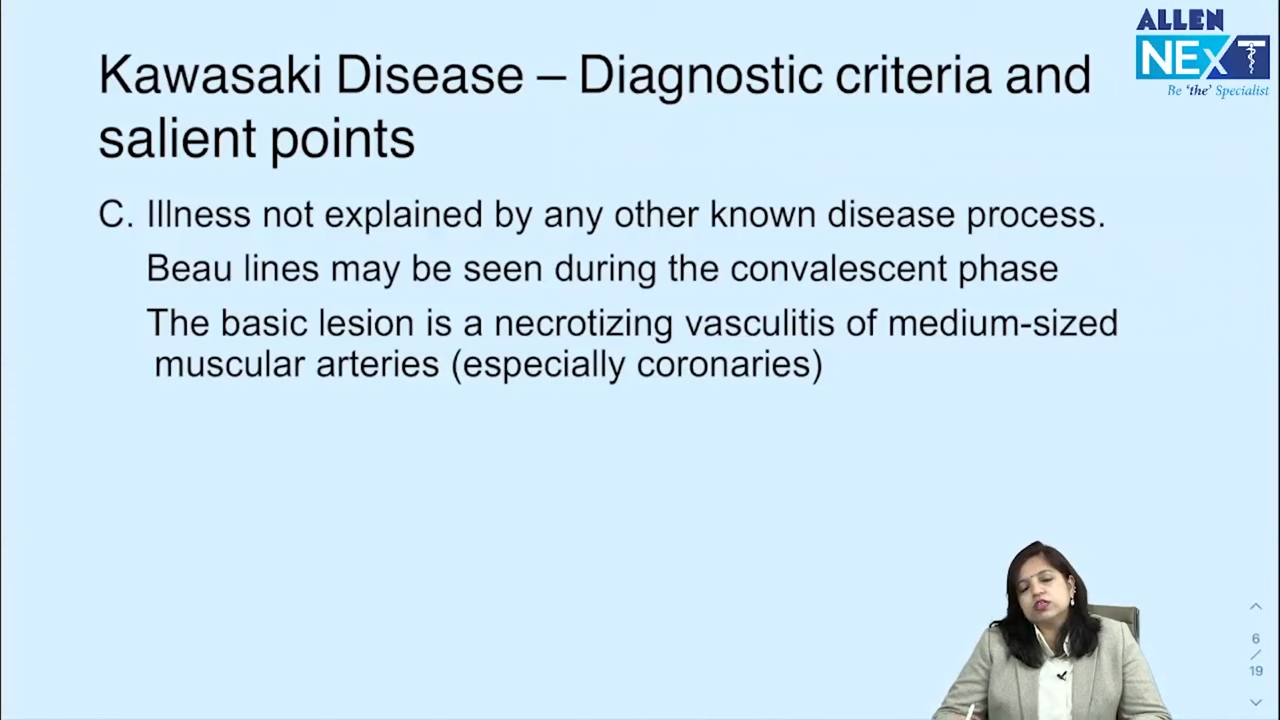 ALLEN
NEXT
Be 'the' Specialist
Kawasaki Disease – Diagnostic criteria and
salient points
C. Illness not explained by any other known disease process.
Beau lines may be seen during the convalescent phase
The basic lesion is a necrotizing vasculitis of medium-sized
muscular arteries (especially coronaries)
6
/
19